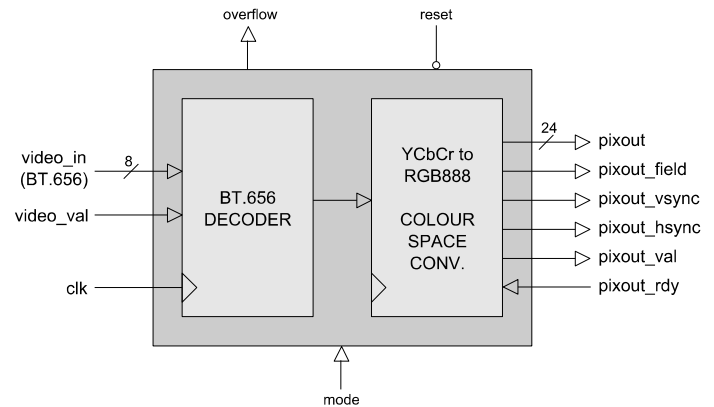 overflow
reset
video_in
(BT.656)
8
video_val
clk
BT.656
DECODER
YCbCr to
RGB888
COLOUR
SPACE
CONV.
24
pixout
pixout_field
pixout_vsync
pixout_hsync
pixout_val
pixout_rdy
mode